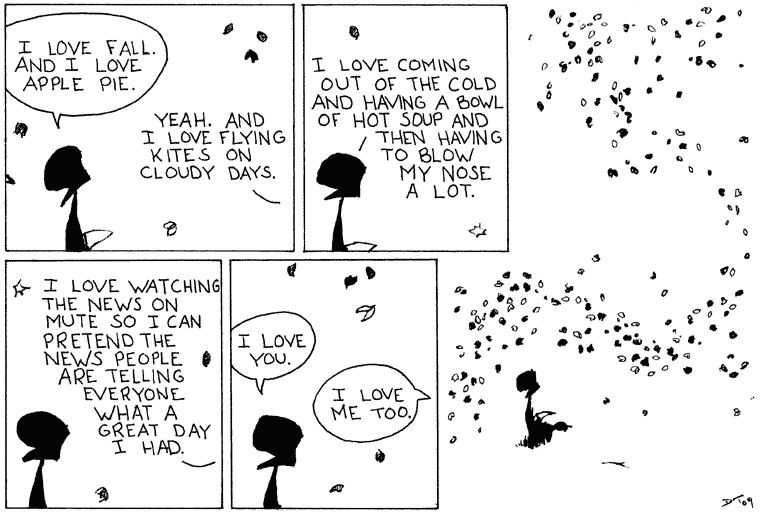 I LOVE FALL.
AND I LOVE
APPLE PIE.
YEAH. AND
I LOVE FLYING
KITES ON
CLOUDY DAYS.
I LOVE COMING
OUT OF THE COLD
AND HAVING A BOWL
OF HOT SOUP AND
THEN HAVING
TO BLOW
MY NOSE
A LOT.
I LOVE WATCHING
THE NEWS ON
MUTE SO I CAN
PRETEND THE
NEWS PEOPLE
ARE TELLING
EVERYONE
WHAT A
GREAT DAY
I HAD.
I LOVE
YOU.
I LOVE
ME TOO.